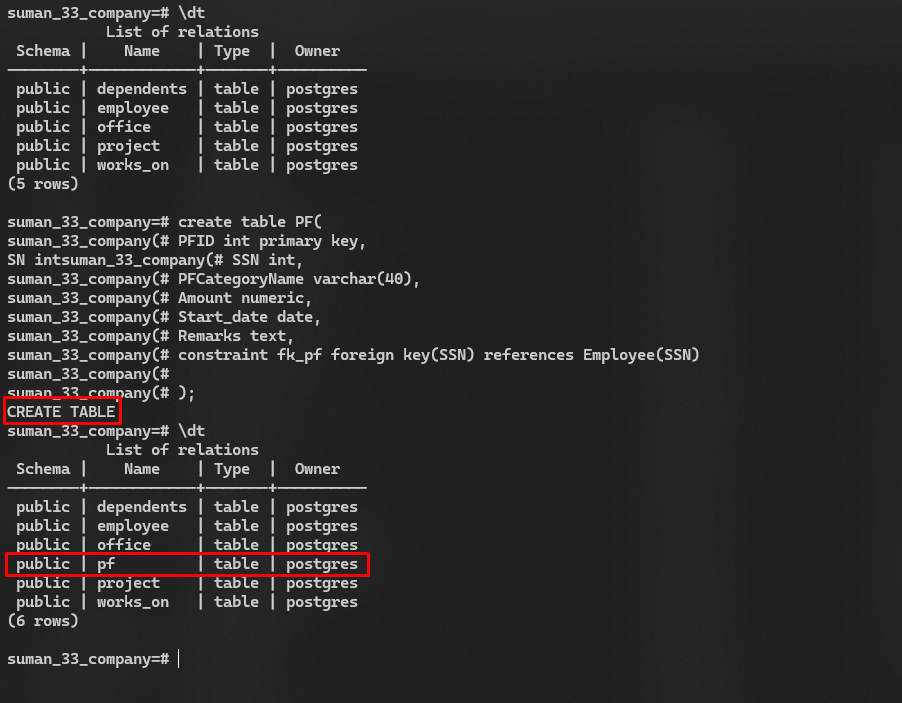 suman_33_company=# \dt
List of relations
Schema | Name | Type | Owner
--------+------------+-------+----------
public | dependents | table | postgres
public | employee | table | postgres
public | office | table | postgres
public | project | table | postgres
public | works_on | table | postgres
(5 rows)
suman_33_company=# create table PF(
suman_33_company(# PFID int primary key,
SN intsuman_33_company(# SSN int,
suman_33_company(# PFCategoryName varchar(40),
suman_33_company(# Amount numeric,
suman_33_company(# Start_date date,
suman_33_company(# Remarks text,
suman_33_company(# constraint fk_pf foreign key(SSN) references Employee(SSN)
suman_33_company(#
suman_33_company(# );
CREATE TABLE
suman_33_company=# \dt
List of relations
Schema | Name | Type | Owner
--------+------------+-------+----------
public | dependents | table | postgres
public | employee | table | postgres
public | office | table | postgres
public | pf | table | postgres
public | project | table | postgres
public | works_on | table | postgres
(6 rows)
suman_33_company=#